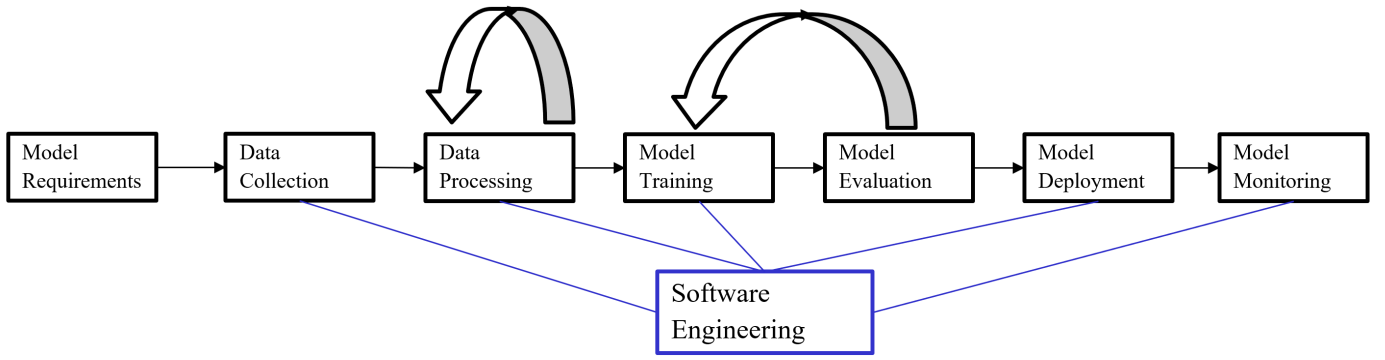 Model
Requirements
Data
Collection
Data
Processing
Model
Training
Model
Evaluation
Model
Deployment
Model
Monitoring
Software
Engineering